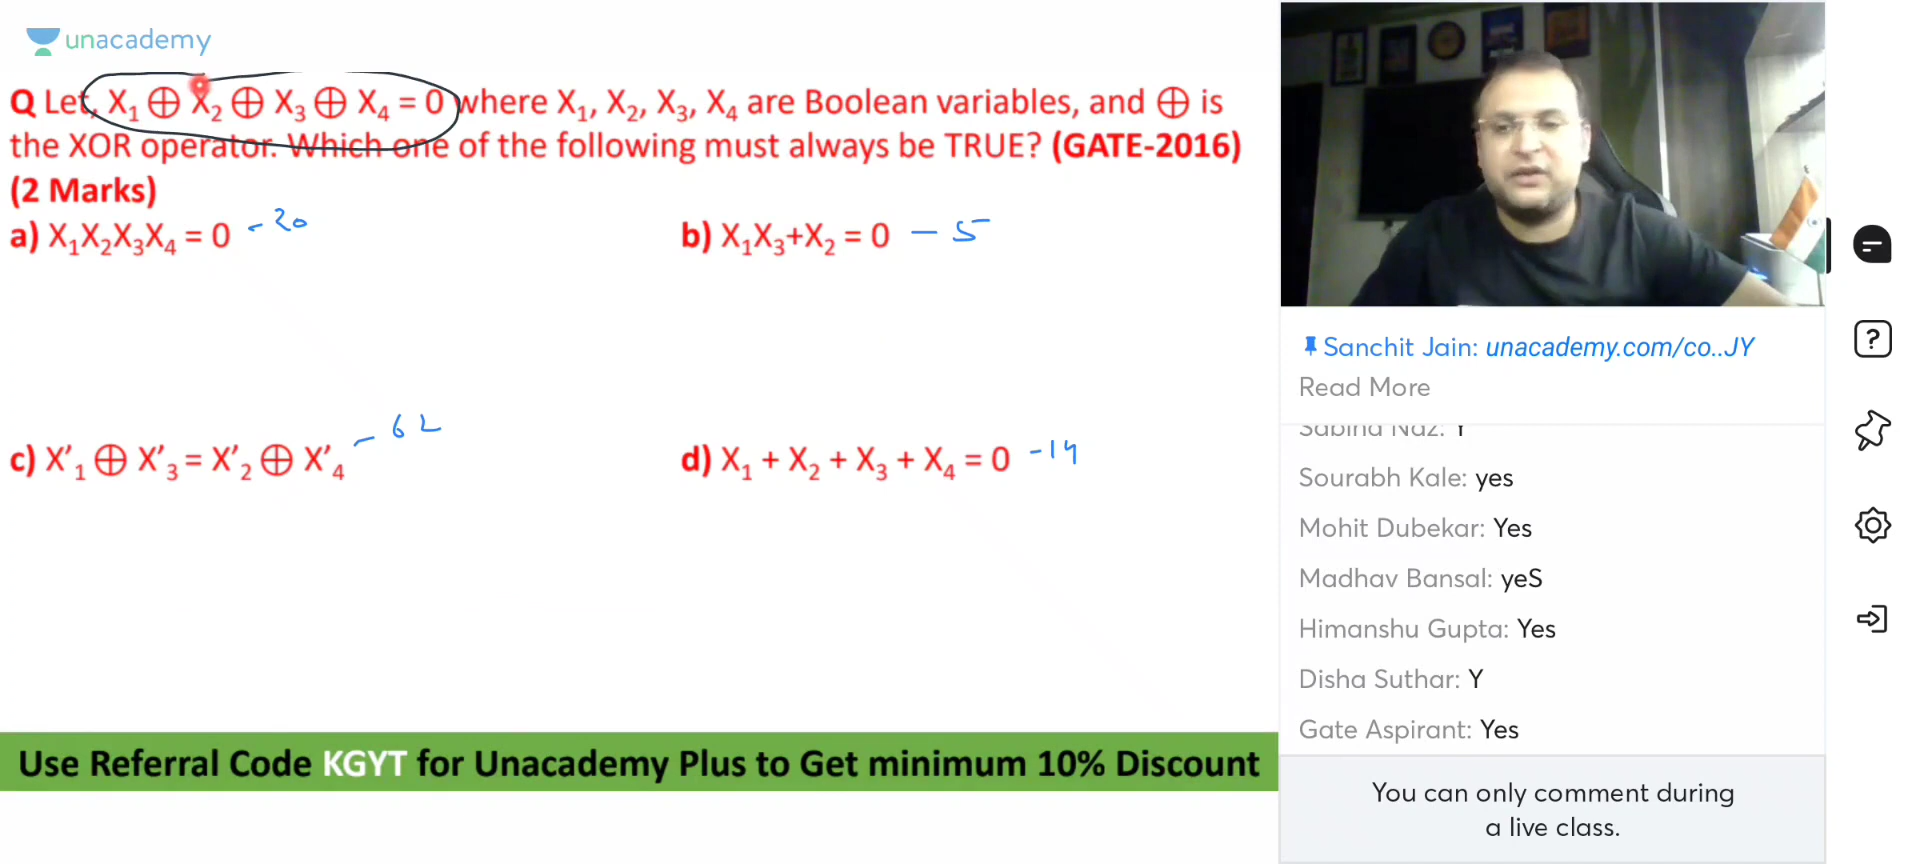 unacademy
Q Let, X₁ ⊕ X₂ ⊕ X₃ ⊕ X₄ = 0 where X₁, X₂, X₃, X₄ are Boolean variables, and ⊕ is
the XOR operator. Which one of the following must always be TRUE? (GATE-2016)
(2 Marks)
a) X₁X₂X₃X₄ = 0 - 20
b) X₁X₃+X₂ = 0 - 5
c) X'₁ ⊕ X'₃ = X'₂ ⊕ X'₄ - 62
d) X₁ + X₂ + X₃ + X₄ = 0 - 14
Use Referral Code KGYT for Unacademy Plus to Get minimum 10% Discount
Sanchit Jain: unacademy.com/co..JY
Read More
Sabiha Naz: Y
Sourabh Kale: yes
Mohit Dubekar: Yes
Madhav Bansal: yeS
Himanshu Gupta: Yes
Disha Suthar: Y
Gate Aspirant: Yes
You can only comment during
a live class.
?